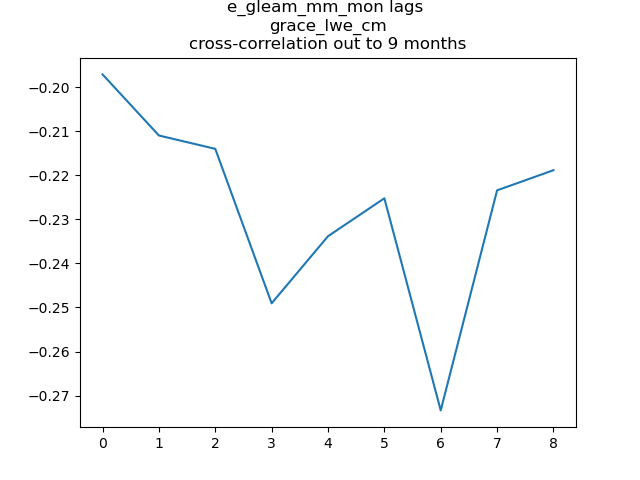 e_gleam_mm_mon lags
grace_lwe_cm
cross-correlation out to 9 months
−0.20
−0.21
−0.22
−0.23
−0.24
−0.25
−0.26
−0.27
0 1 2 3 4 5 6 7 8